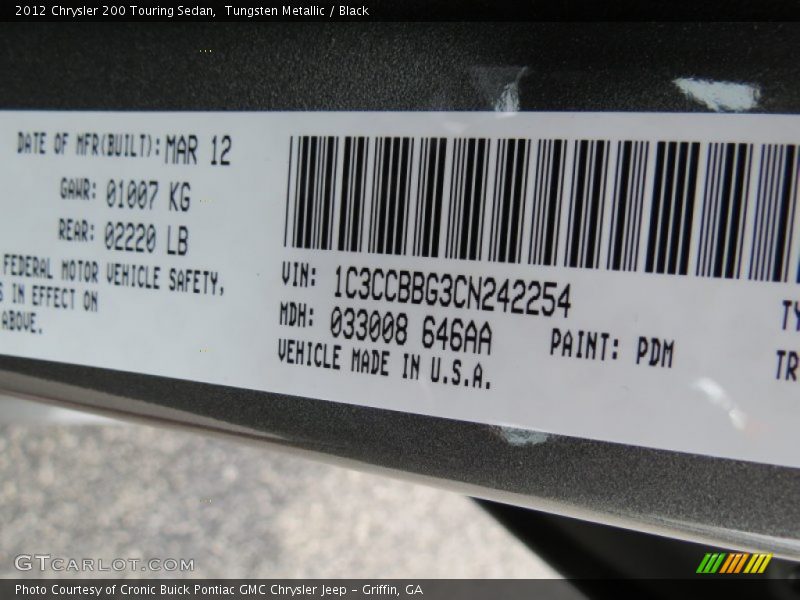 2012 Chrysler 200 Touring Sedan, Tungsten Metallic / Black
DATE OF MFR(BUILT): MAR 12
GAWR: 01007 KG
REAR: 02220 LB
FEDERAL MOTOR VEHICLE SAFETY,
IN EFFECT ON
ABOVE.
VIN: 1C3CCBBG3CN242254
MDH: 033008 646AA
PAINT: PDM
VEHICLE MADE IN U.S.A.
TY
TR
GTCARLOT.COM
Photo Courtesy of Cronic Buick Pontiac GMC Chrysler Jeep - Griffin, GA